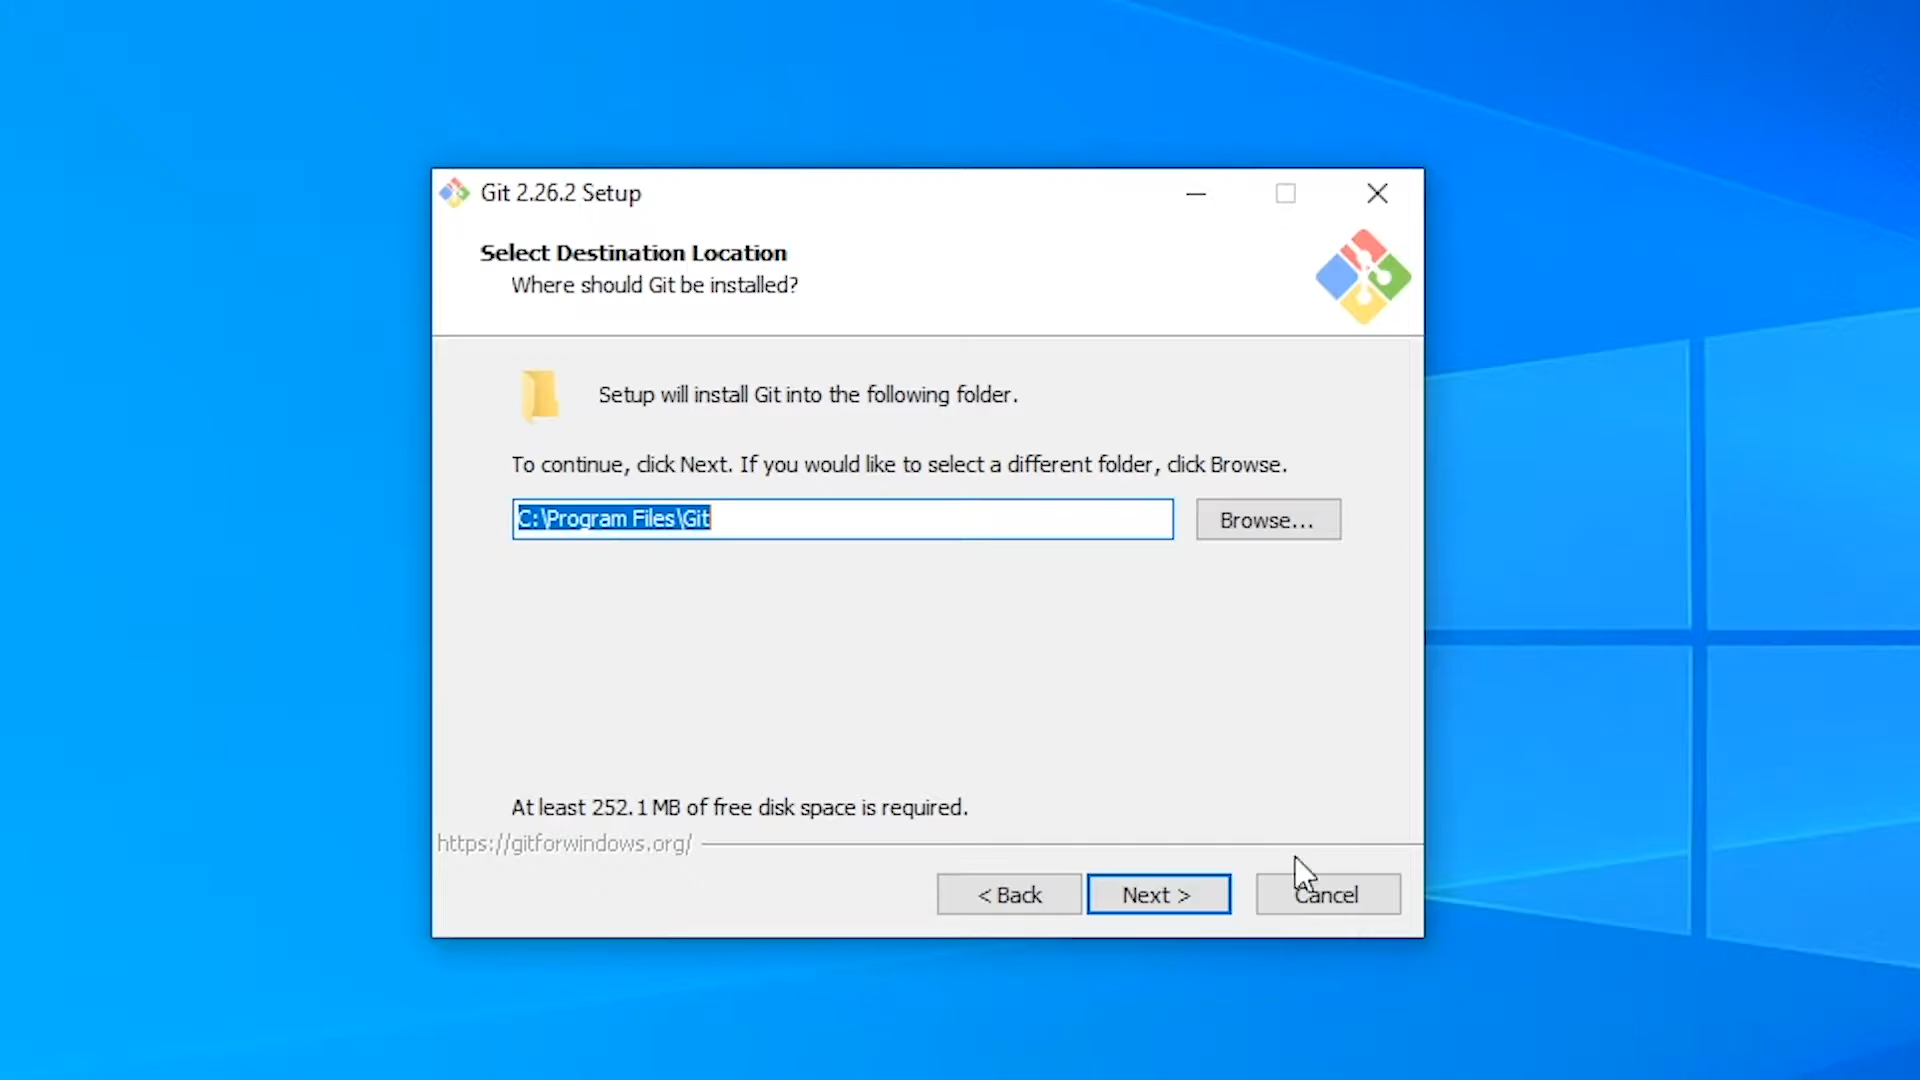 Git 2.26.2 Setup
Select Destination Location
Where should Git be installed?
Setup will install Git into the following folder.
To continue, click Next. If you would like to select a different folder, click Browse.
C:\Program Files\Git
Browse...
At least 252.1 MB of free disk space is required.
https://gitforwindows.org/
< Back
Next >
Cancel